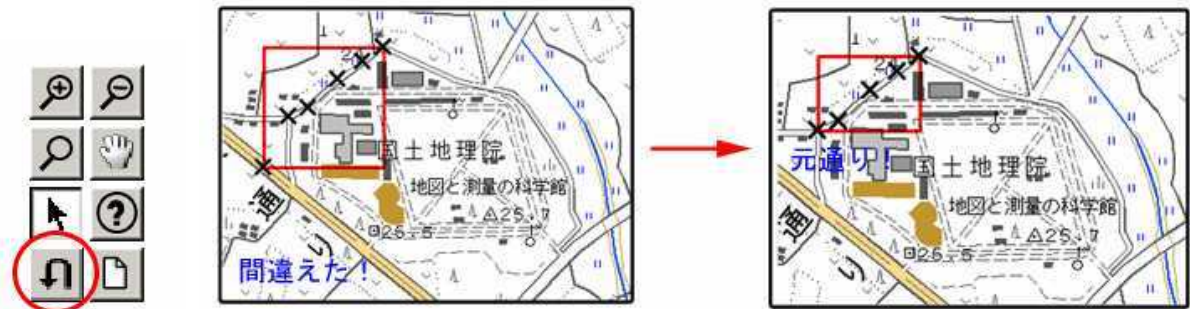 国土地理院
地図と測量の科学館
25.7
25.5
通り
間違えた！
元通り！
国土地理院
地図と測量の科学館
25.7
25.5
通り